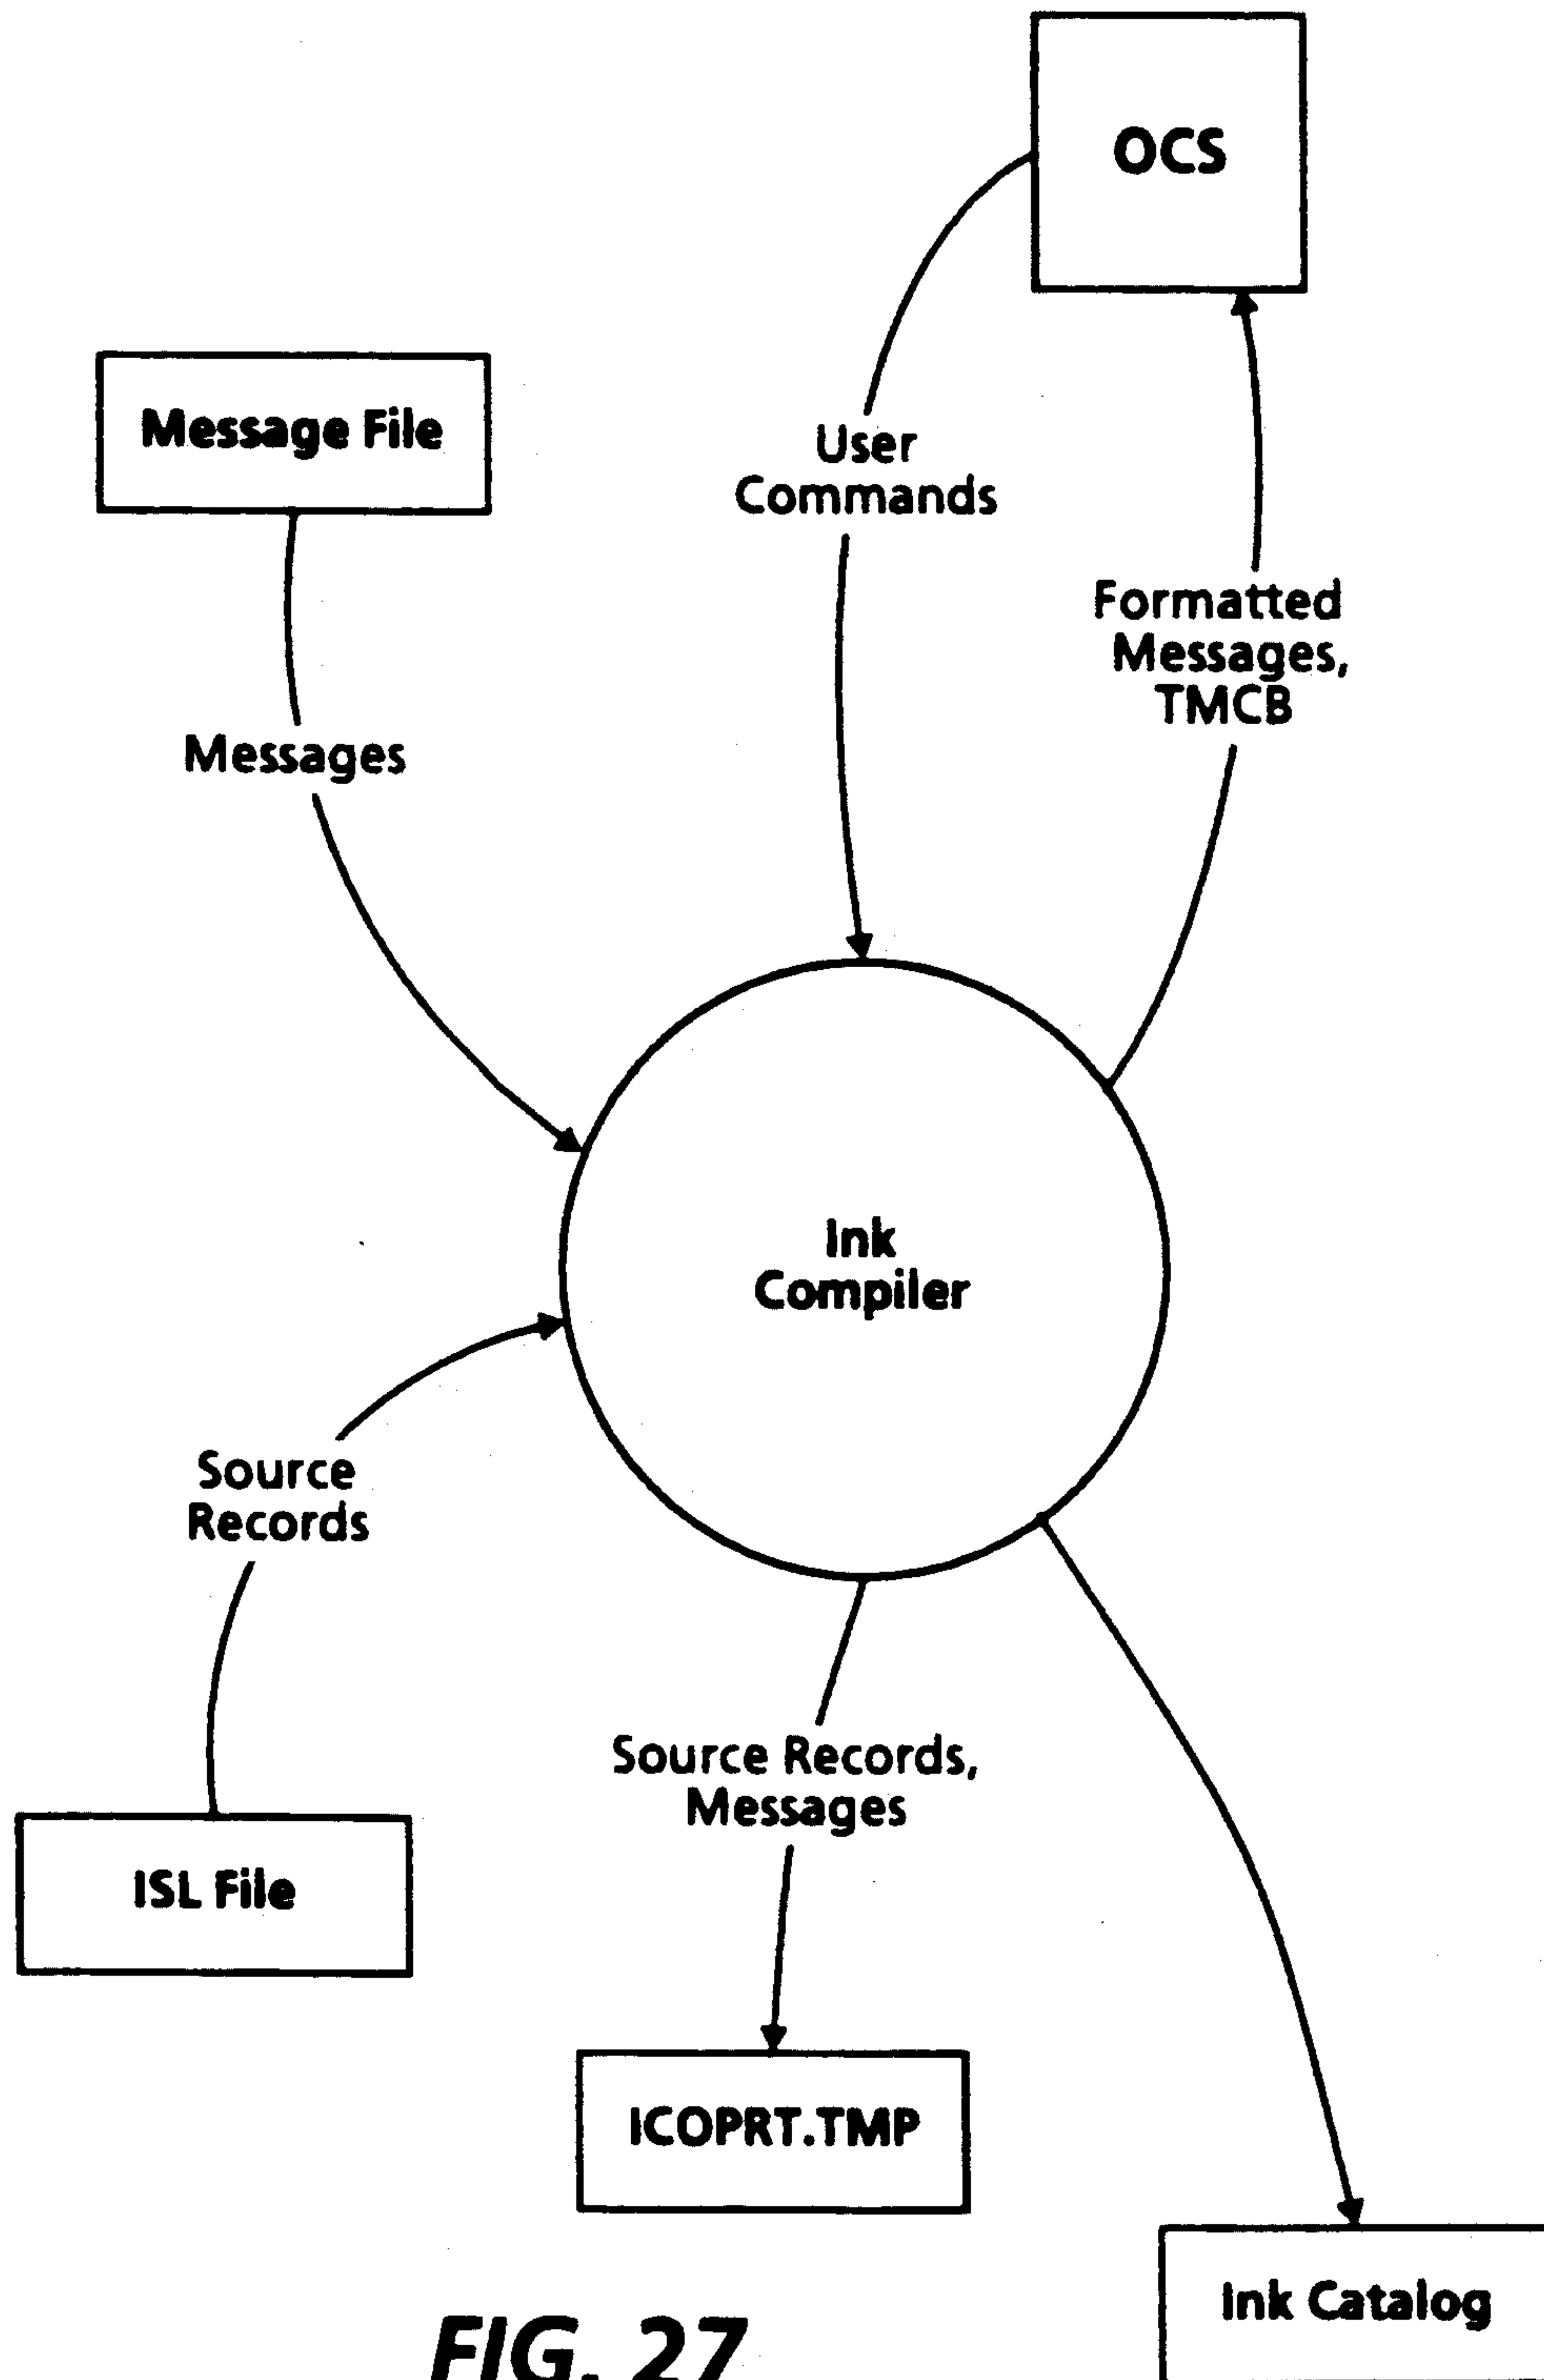 OCS
Message File
User
Commands
Formatted
Messages,
TMCB
Messages
Ink
Compiler
Source
Records
Source Records,
Messages
ISL File
ICOPRT.TMP
Ink Catalog
FIG. 27